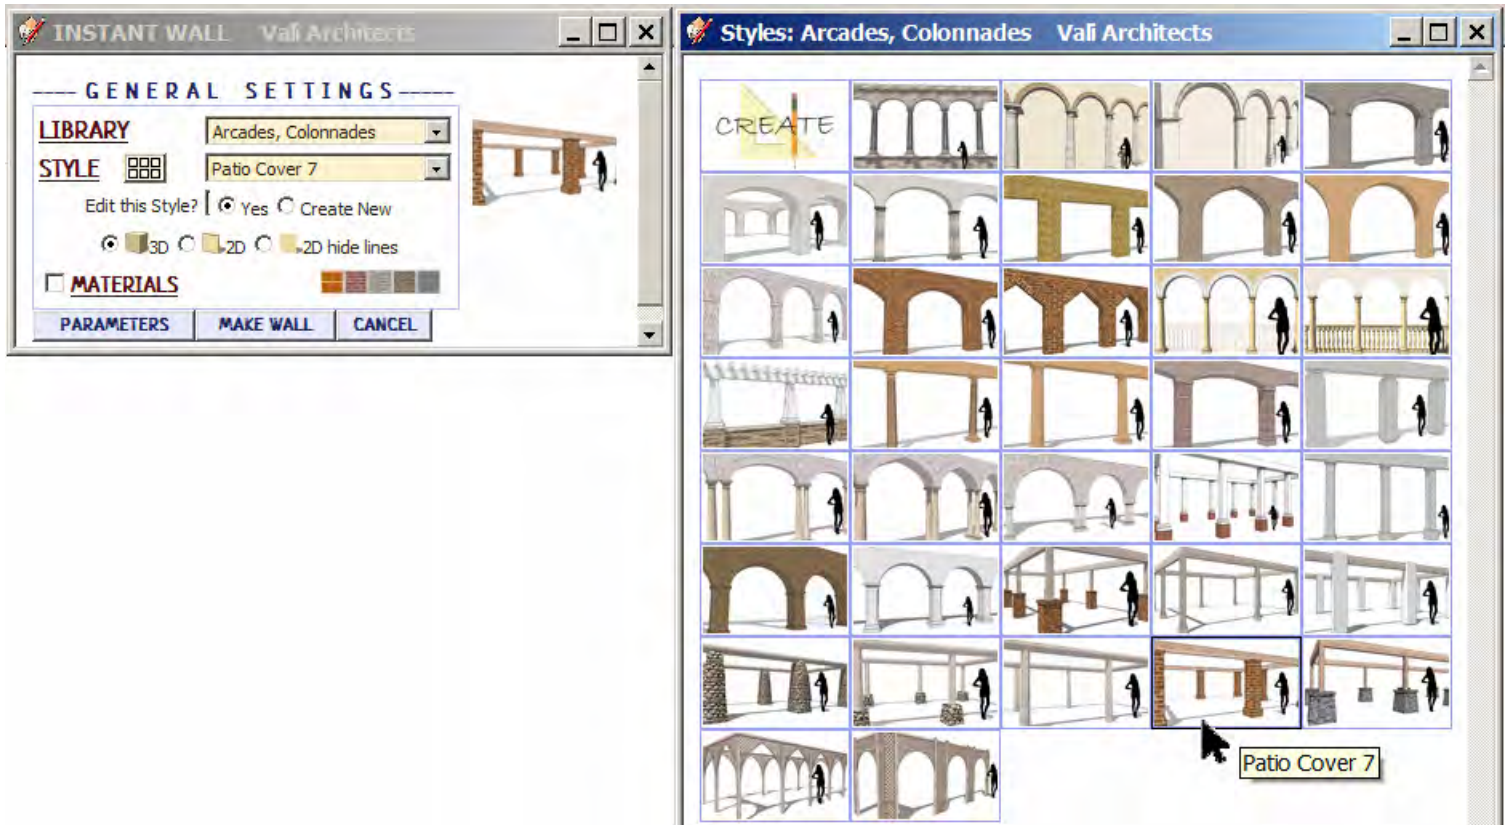 INSTANT WALL Vali Architects
---- GENERAL SETTINGS-----
LIBRARY Arcades, Colonnades
STYLE Patio Cover 7
Edit this Style? Yes Create New
3D 2D 2D hide lines
MATERIALS
PARAMETERS MAKE WALL CANCEL
Styles: Arcades, Colonnades Vali Architects
CREATE
Patio Cover 7